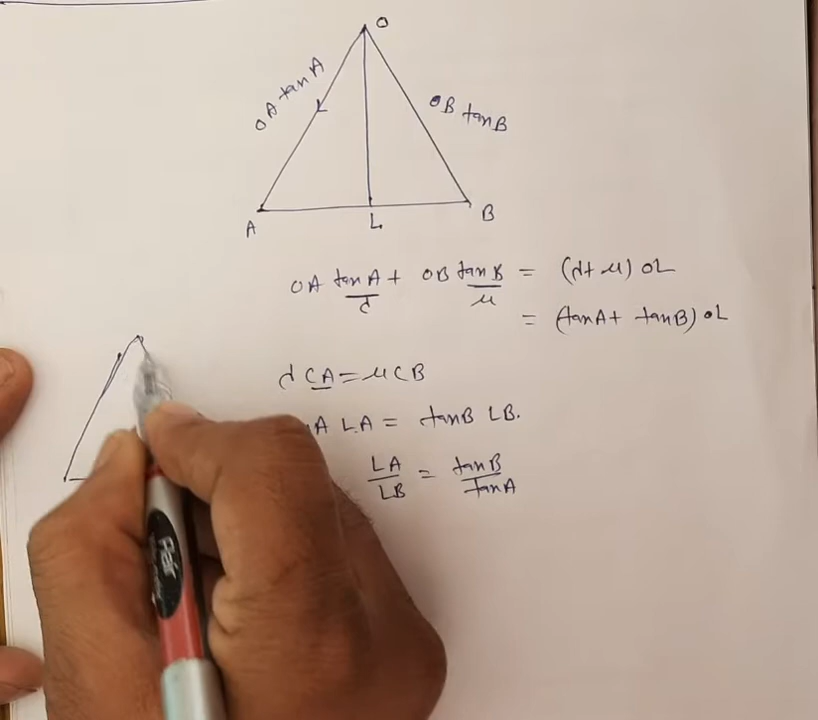 O
OA tanA
OB tanB
A
L
B
OA tanA/λ + OB tanB/μ = (λ+μ) OL
= (tanA + tanB) OL
λ CA = μ CB
A LA = tanB LB.
LA/LB = tanB/TanA